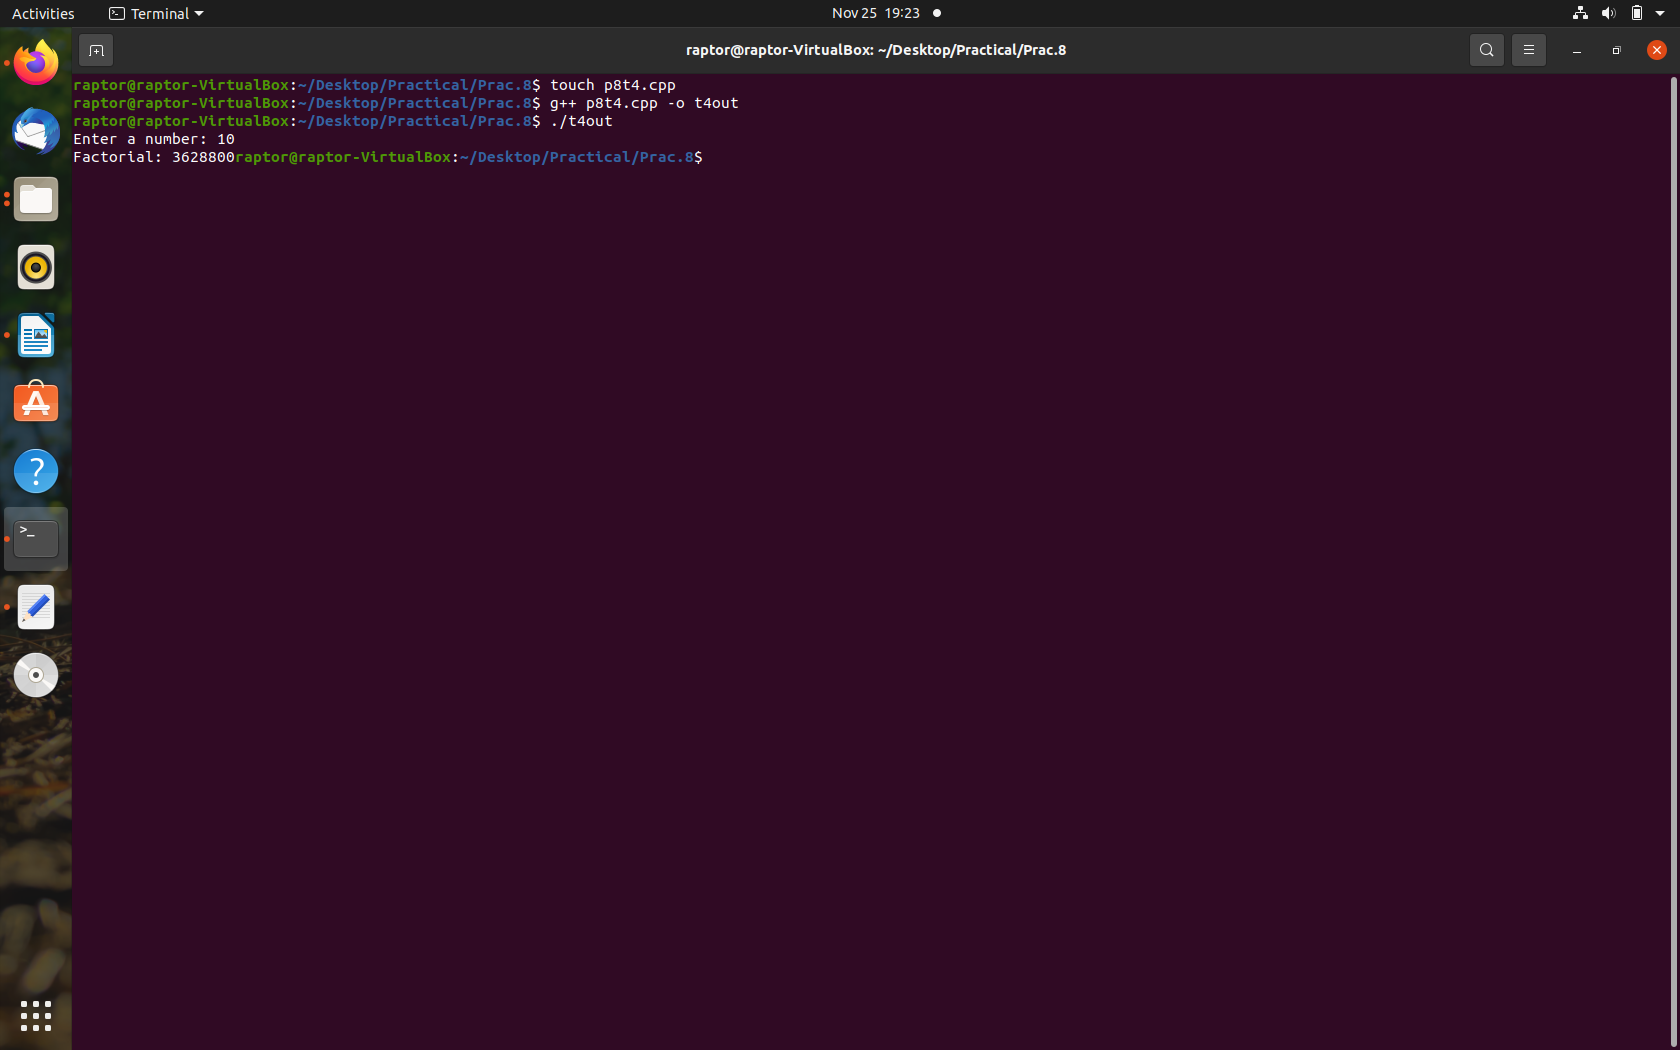 Activities Terminal Nov 25 19:23
raptor@raptor-VirtualBox: ~/Desktop/Practical/Prac.8
raptor@raptor-VirtualBox:~/Desktop/Practical/Prac.8$ touch p8t4.cpp
raptor@raptor-VirtualBox:~/Desktop/Practical/Prac.8$ g++ p8t4.cpp -o t4out
raptor@raptor-VirtualBox:~/Desktop/Practical/Prac.8$ ./t4out
Enter a number: 10
Factorial: 3628800raptor@raptor-VirtualBox:~/Desktop/Practical/Prac.8$